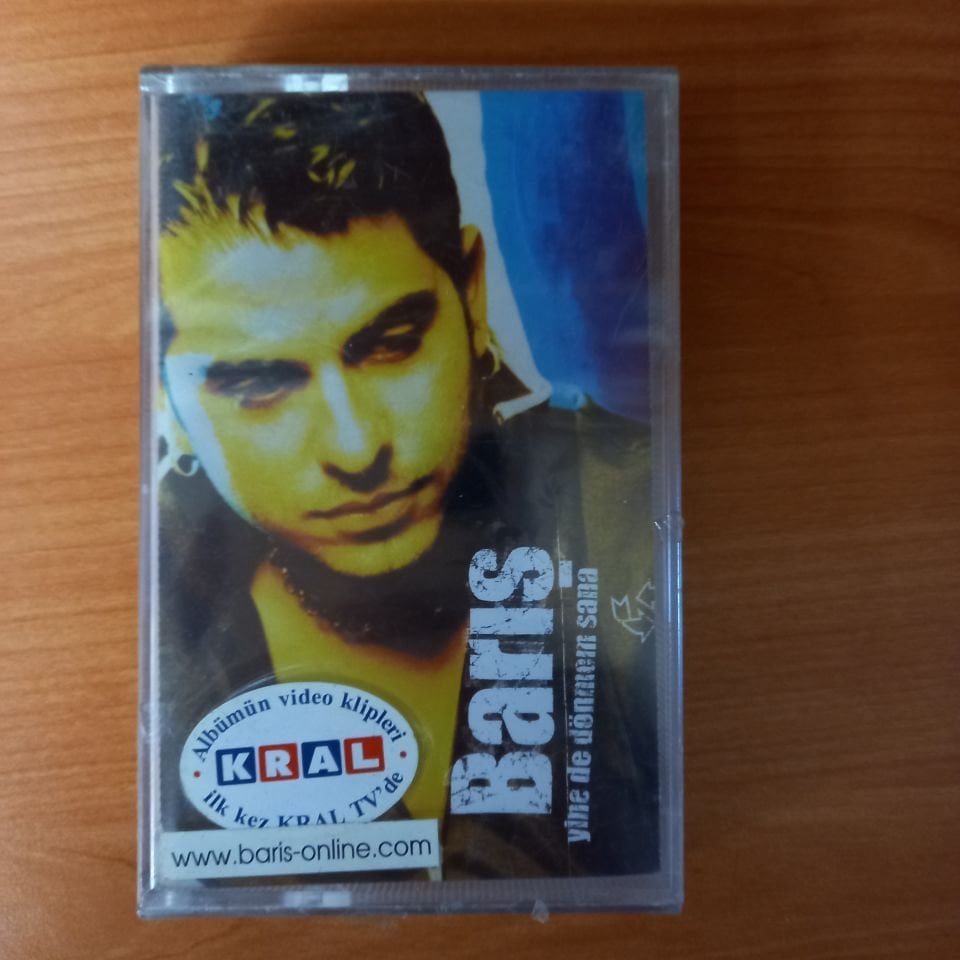 Barış
yine de dönmem sana
Albümün video klipleri
KRAL
ilk kez KRAL TV'de
www.baris-online.com